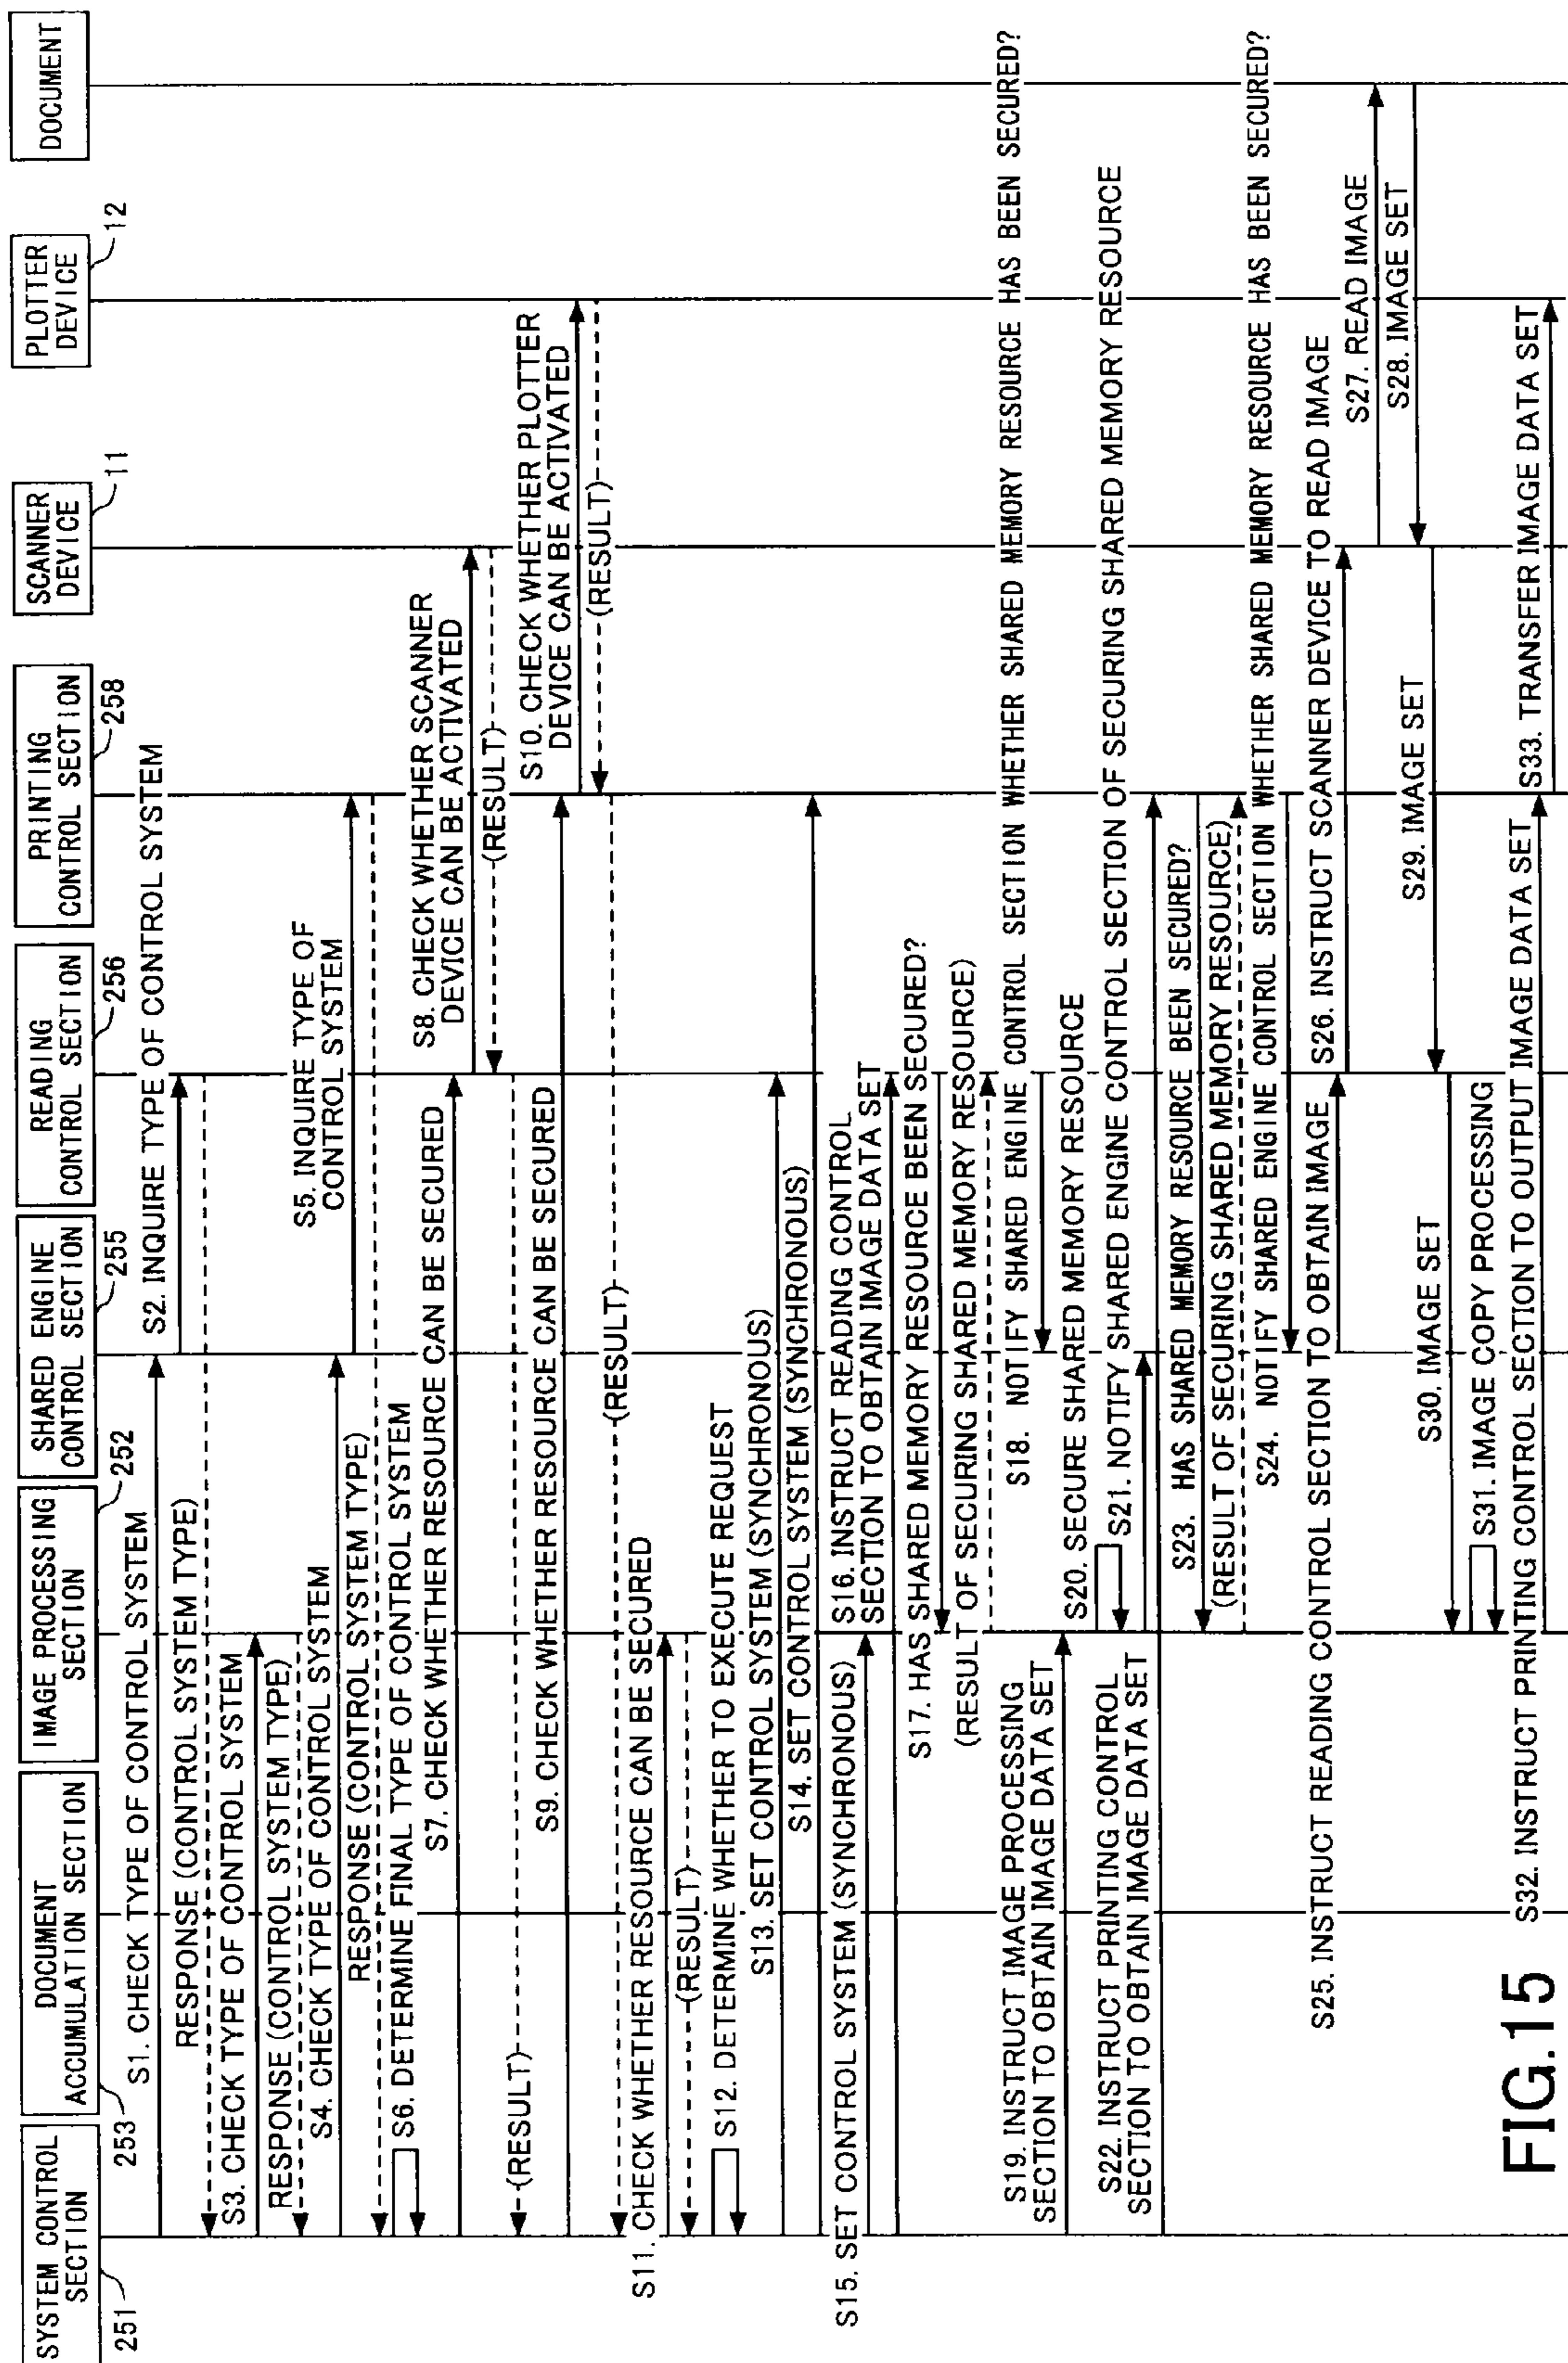 SYSTEM CONTROL
SECTION
251
DOCUMENT
ACCUMULATION SECTION
253
IMAGE PROCESSING
SECTION
252
SHARED ENGINE
CONTROL SECTION
255
READING
CONTROL SECTION
256
PRINTING
CONTROL SECTION
258
SCANNER
DEVICE
11
PLOTTER
DEVICE
12
DOCUMENT
S1. CHECK TYPE OF CONTROL SYSTEM
S2. INQUIRE TYPE OF CONTROL SYSTEM
RESPONSE (CONTROL SYSTEM TYPE)
S3. CHECK TYPE OF CONTROL SYSTEM
RESPONSE (CONTROL SYSTEM TYPE)
S4. CHECK TYPE OF CONTROL SYSTEM
S5. INQUIRE TYPE OF
CONTROL SYSTEM
RESPONSE (CONTROL SYSTEM TYPE)
S6. DETERMINE FINAL TYPE OF CONTROL SYSTEM
S7. CHECK WHETHER RESOURCE CAN BE SECURED
S8. CHECK WHETHER SCANNER
DEVICE CAN BE ACTIVATED
(RESULT)
(RESULT)
S9. CHECK WHETHER RESOURCE CAN BE SECURED
S10. CHECK WHETHER PLOTTER
DEVICE CAN BE ACTIVATED
(RESULT)
(RESULT)
S11. CHECK WHETHER RESOURCE CAN BE SECURED
(RESULT)
S12. DETERMINE WHETHER TO EXECUTE REQUEST
S13. SET CONTROL SYSTEM (SYNCHRONOUS)
S14. SET CONTROL SYSTEM (SYNCHRONOUS)
S15. SET CONTROL SYSTEM (SYNCHRONOUS)
S16. INSTRUCT READING CONTROL
SECTION TO OBTAIN IMAGE DATA SET
S17. HAS SHARED MEMORY RESOURCE BEEN SECURED?
(RESULT OF SECURING SHARED MEMORY RESOURCE)
S18. NOTIFY SHARED ENGINE CONTROL SECTION WHETHER SHARED MEMORY RESOURCE HAS BEEN SECURED?
S19. INSTRUCT IMAGE PROCESSING
SECTION TO OBTAIN IMAGE DATA SET
S20. SECURE SHARED MEMORY RESOURCE
S21. NOTIFY SHARED ENGINE CONTROL SECTION OF SECURING SHARED MEMORY RESOURCE
S22. INSTRUCT PRINTING CONTROL
SECTION TO OBTAIN IMAGE DATA SET
S23. HAS SHARED MEMORY RESOURCE BEEN SECURED?
(RESULT OF SECURING SHARED MEMORY RESOURCE)
S24. NOTIFY SHARED ENGINE CONTROL SECTION WHETHER SHARED MEMORY RESOURCE HAS BEEN SECURED?
S25. INSTRUCT READING CONTROL SECTION TO OBTAIN IMAGE
S26. INSTRUCT SCANNER DEVICE TO READ IMAGE
S27. READ IMAGE
S28. IMAGE SET
S29. IMAGE SET
S30. IMAGE SET
S31. IMAGE COPY PROCESSING
S32. INSTRUCT PRINTING CONTROL SECTION TO OUTPUT IMAGE DATA SET
S33. TRANSFER IMAGE DATA SET
FIG.15